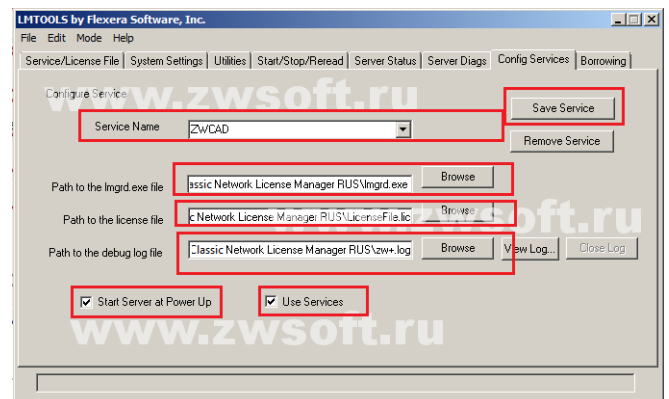 LMTOOLS by Flexera Software, Inc.
File Edit Mode Help
Service/License File System Settings Utilities Start/Stop/Reread Server Status Server Diags Config Services Borrowing
Configure Service
www.zwsoft.ru
Save Service
Service Name ZWCAD
Remove Service
Path to the lmgrd.exe file assic Network License Manager RUS\lmgrd.exe Browse
Path to the license file c Network License Manager RUS\LicenseFile.lic Browse
www.zwsoft.ru
Path to the debug log file Classic Network License Manager RUS\zw+.log Browse View Log... Close Log
Start Server at Power Up Use Services
www.zwsoft.ru